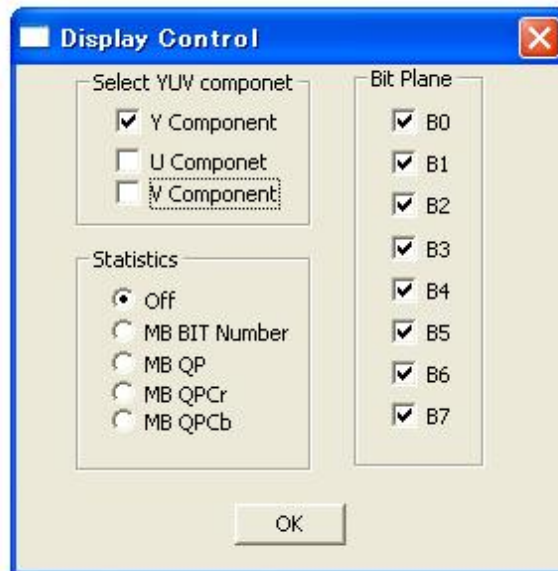 Display Control
Select YUV componet
Y Component
U Componet
V Component
Statistics
Off
MB BIT Number
MB QP
MB QPCr
MB QPCb
Bit Plane
B0
B1
B2
B3
B4
B5
B6
B7
OK